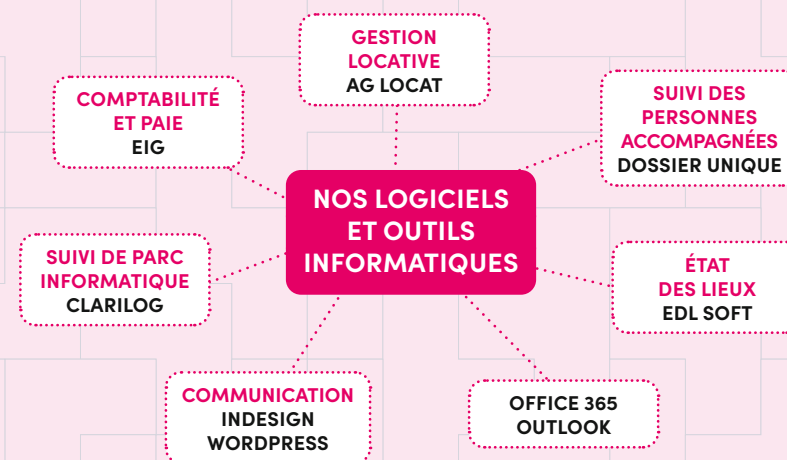 GESTION
LOCATIVE
AG LOCAT
COMPTABILITÉ
ET PAIE
EIG
SUIVI DES
PERSONNES
ACCOMPAGNÉES
DOSSIER UNIQUE
NOS LOGICIELS
ET OUTILS
INFORMATIQUES
SUIVI DE PARC
INFORMATIQUE
CLARILOG
ÉTAT
DES LIEUX
EDL SOFT
COMMUNICATION
INDESIGN
WORDPRESS
OFFICE 365
OUTLOOK